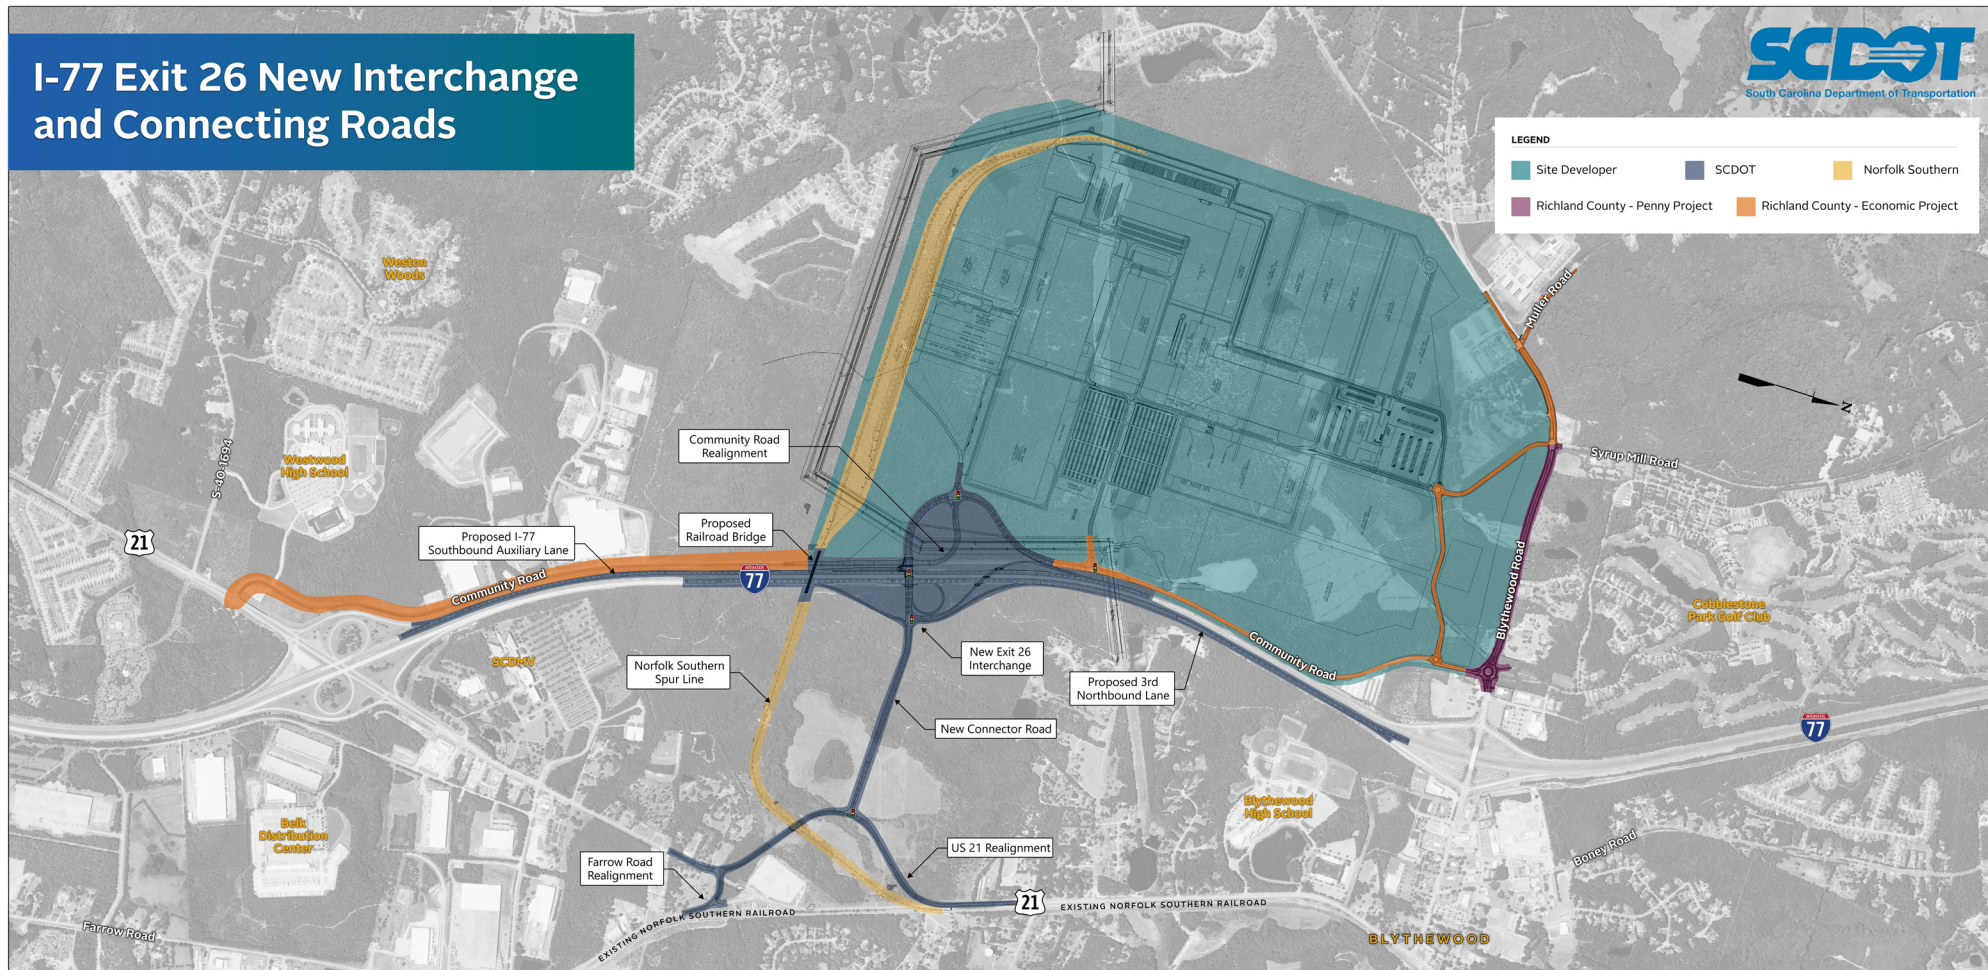 I-77 Exit 26 New Interchange
and Connecting Roads
SCDOT
South Carolina Department of Transportation
LEGEND
Site Developer
SCDOT
Norfolk Southern
Richland County - Penny Project
Richland County - Economic Project
Weston
Woods
Muller Road
N
Community Road
Realignment
Syrup Mill Road
Westwood
High School
S-40-1694
21
Proposed I-77
Southbound Auxiliary Lane
Proposed
Railroad Bridge
77
Community Road
Blythewood Road
Cobblestone
Park Golf Club
SCDMV
Norfolk Southern
Spur Line
New Exit 26
Interchange
Community Road
Proposed 3rd
Northbound Lane
New Connector Road
77
Belk
Distribution
Center
Blythewood
High School
Boney Road
US 21 Realignment
Farrow Road
Realignment
21
EXISTING NORFOLK SOUTHERN RAILROAD
EXISTING NORFOLK SOUTHERN RAILROAD
Farrow Road
BLYTHEWOOD